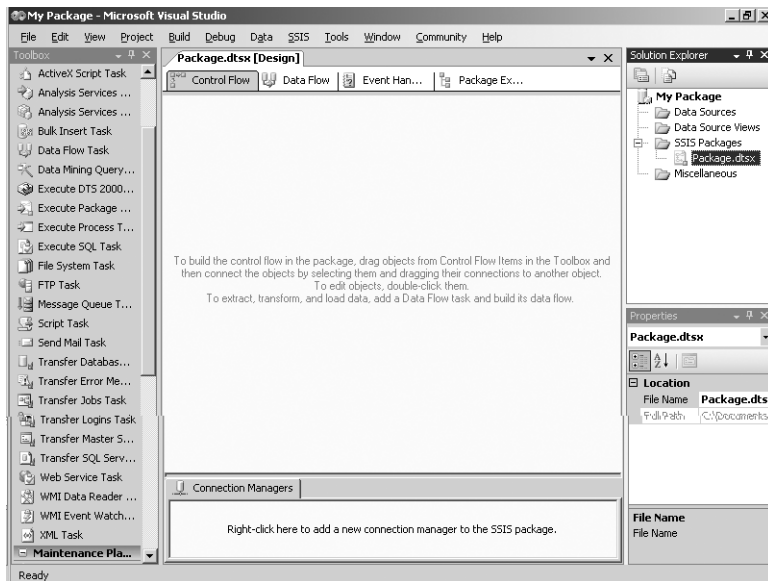 My Package - Microsoft Visual Studio
File Edit View Project Build Debug Data SSIS Tools Window Community Help
Toolbox
ActiveX Script Task
Analysis Services ...
Analysis Services ...
Bulk Insert Task
Data Flow Task
Data Mining Query...
Execute DTS 2000...
Execute Package ...
Execute Process T...
Execute SQL Task
File System Task
FTP Task
Message Queue T...
Script Task
Send Mail Task
Transfer Databas...
Transfer Error Me...
Transfer Jobs Task
Transfer Logins Task
Transfer Master S...
Transfer SQL Serv...
Web Service Task
WMI Data Reader ...
WMI Event Watch...
XML Task
Maintenance Pla...
Package.dtsx [Design]
Control Flow Data Flow Event Han... Package Ex...
To build the control flow in the package, drag objects from Control Flow Items in the Toolbox and
then connect the objects by selecting them and dragging their connections to another object.
To edit objects, double-click them.
To extract, transform, and load data, add a Data Flow task and build its data flow.
Connection Managers
Right-click here to add a new connection manager to the SSIS package.
Solution Explorer
My Package
Data Sources
Data Source Views
SSIS Packages
Package.dtsx
Miscellaneous
Properties
Package.dtsx
Location
File Name Package.dts
Full Path C:\Documents
File Name
File Name
Ready